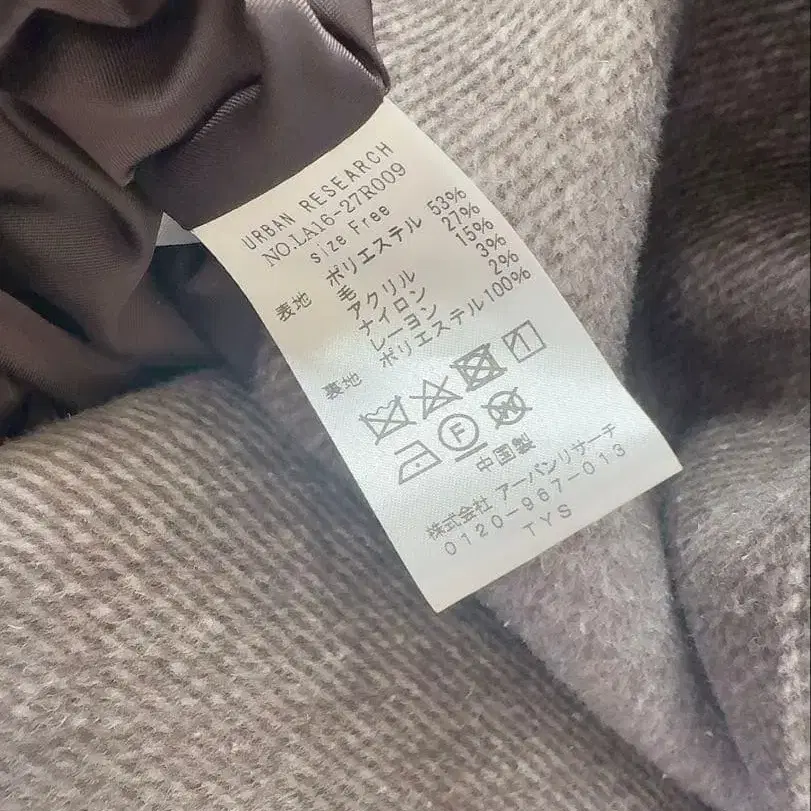 URBAN RESEARCH
NO.LA16-27R009
Size Free
表地 ポリエステル 53%
毛 27%
アクリル 15%
ナイロン 3%
レーヨン 2%
裏地 ポリエステル 100%
F
中国製
株式会社 アーバンリサーチ
0120-967-013
TYS